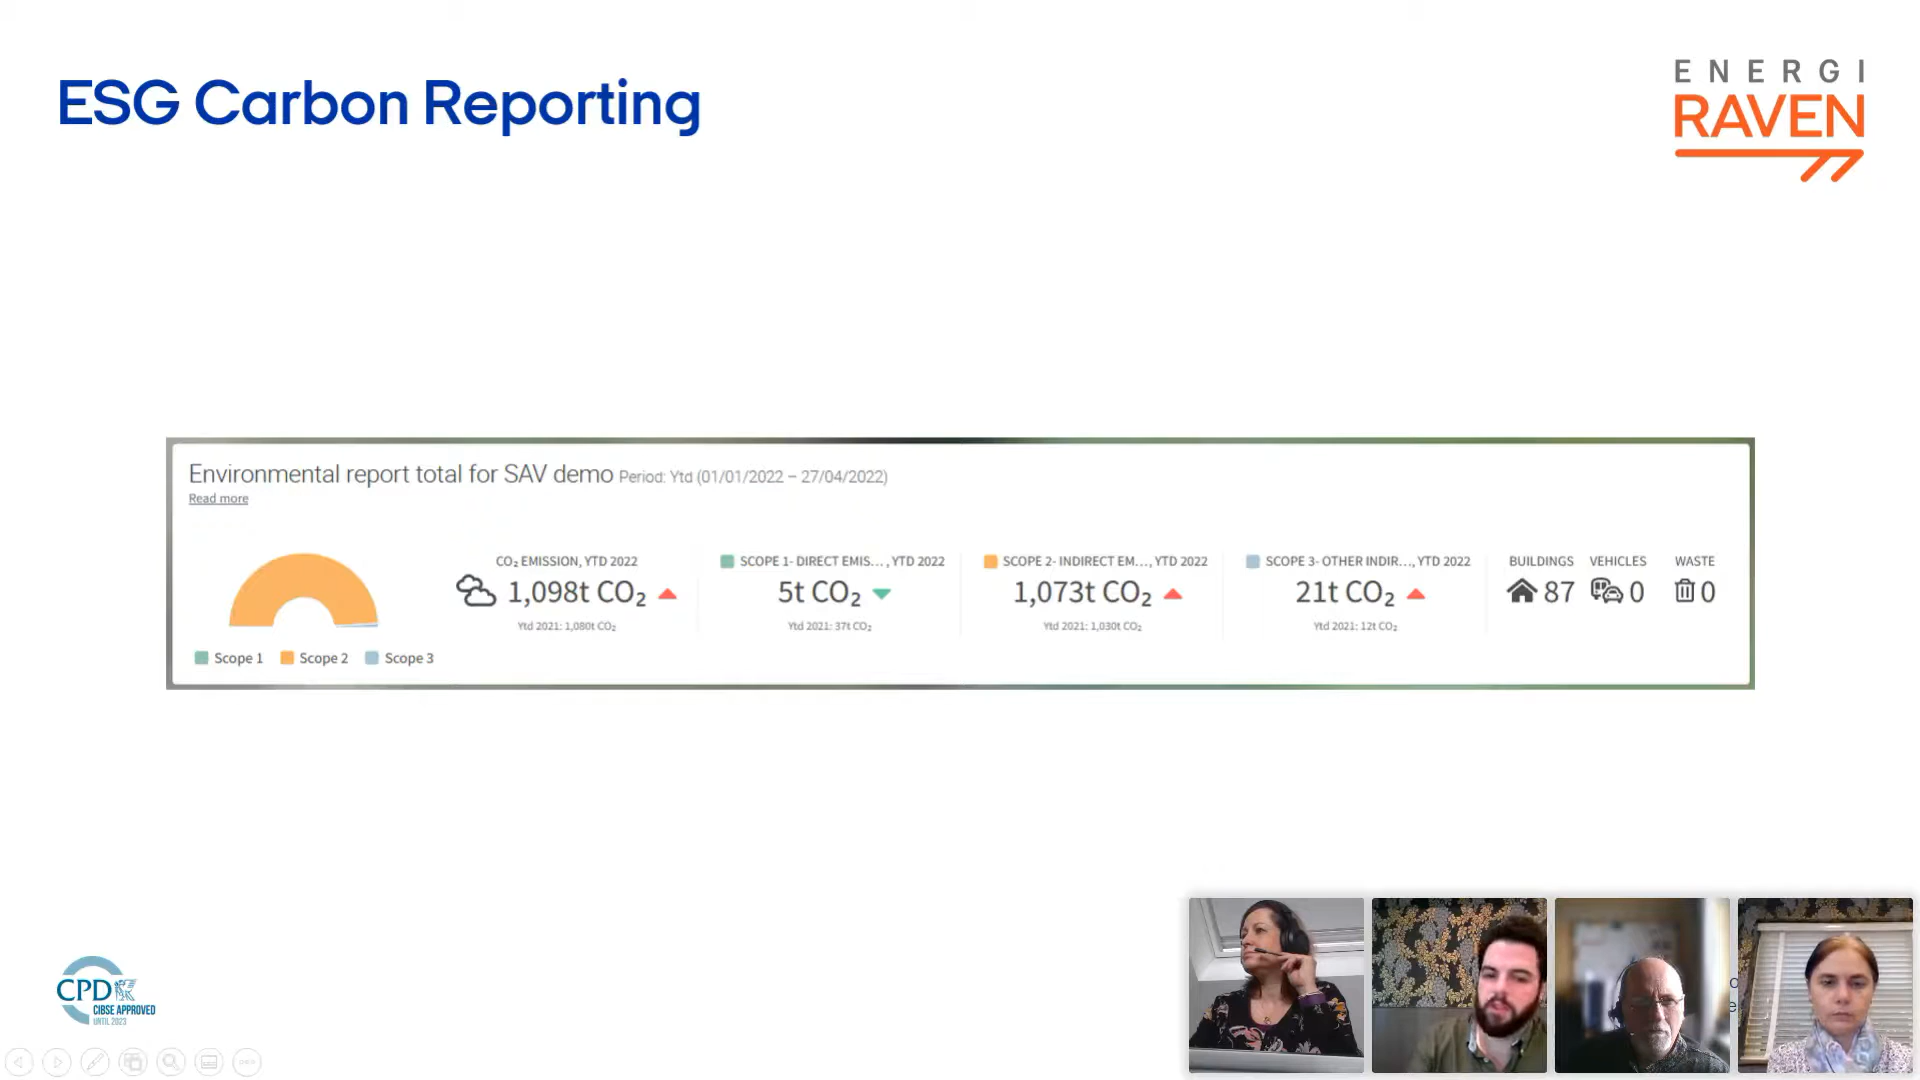 ESG Carbon Reporting
ENERGI
RAVEN
Environmental report total for SAV demo Period: Ytd (01/01/2022 – 27/04/2022)
Read more
CO₂ EMISSION, YTD 2022
1,098t CO₂
Ytd 2021: 1,080t CO₂
SCOPE 1- DIRECT EMIS... , YTD 2022
5t CO₂
Ytd 2021: 37t CO₂
SCOPE 2- INDIRECT EM..., YTD 2022
1,073t CO₂
Ytd 2021: 1,030t CO₂
SCOPE 3- OTHER INDIR..., YTD 2022
21t CO₂
Ytd 2021: 12t CO₂
BUILDINGS
87
VEHICLES
0
WASTE
0
Scope 1 Scope 2 Scope 3
CPD
CIBSE APPROVED
UNTIL 2023